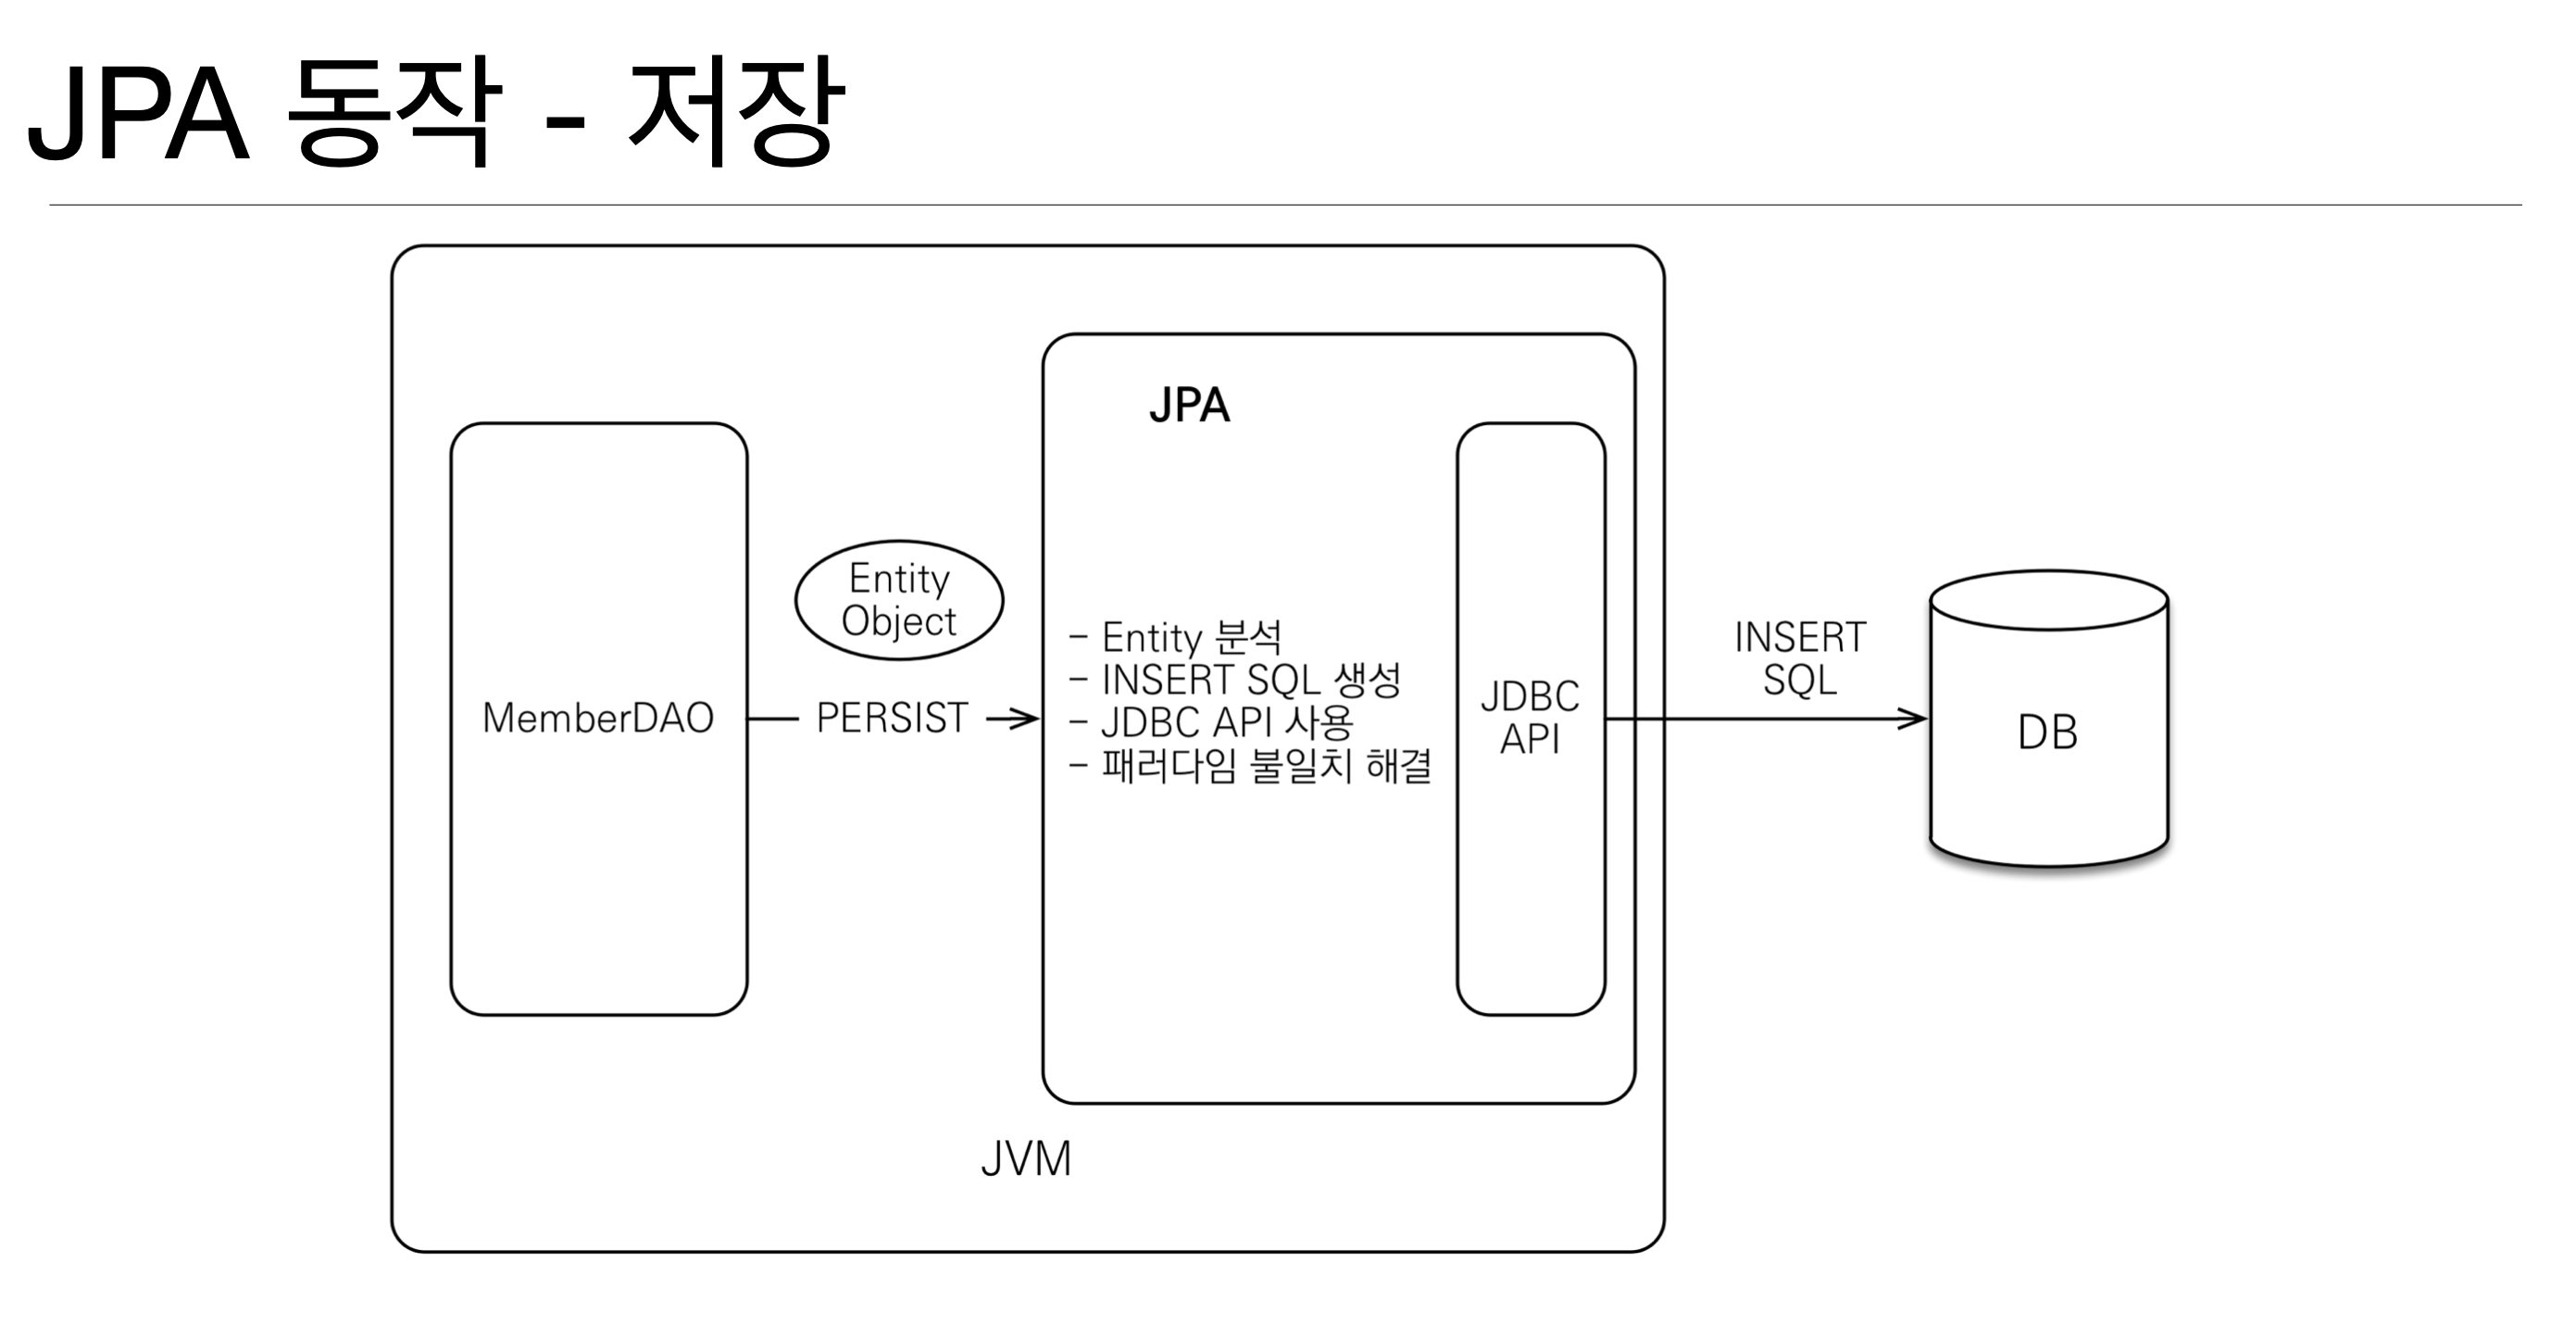 JPA 동작 - 저장
JPA
MemberDAO
Entity
Object
PERSIST
- Entity 분석
- INSERT SQL 생성
- JDBC API 사용
- 패러다임 불일치 해결
JDBC
API
INSERT
SQL
DB
JVM